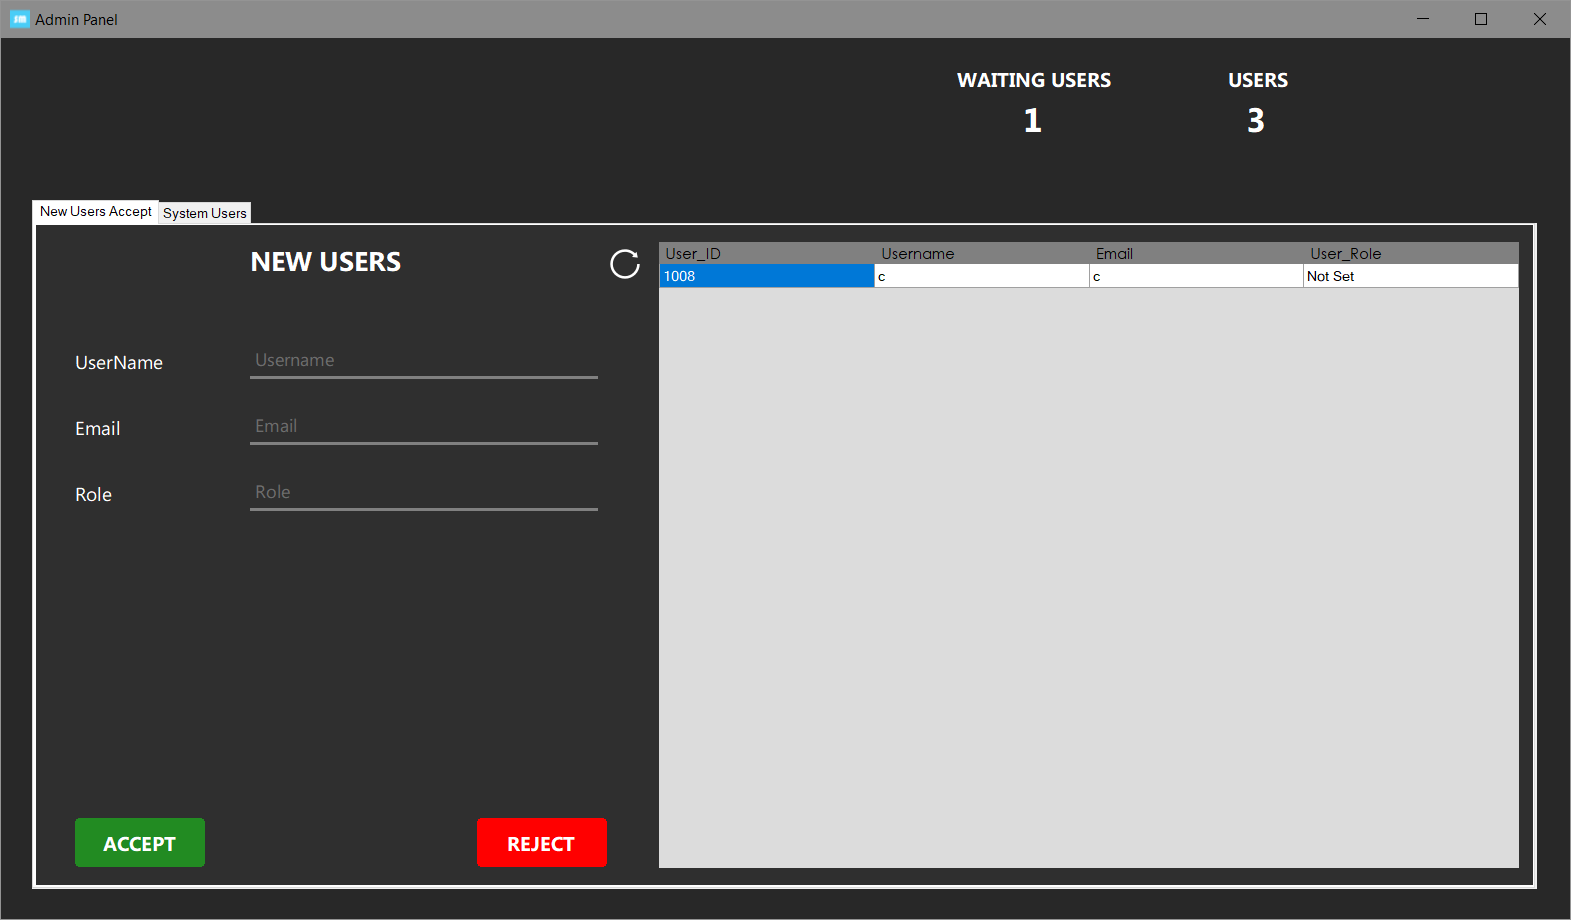 Admin Panel
WAITING USERS USERS
1 3
New Users Accept System Users
NEW USERS
User_ID Username Email User_Role
1008 c c Not Set
UserName Username
Email Email
Role Role
ACCEPT REJECT